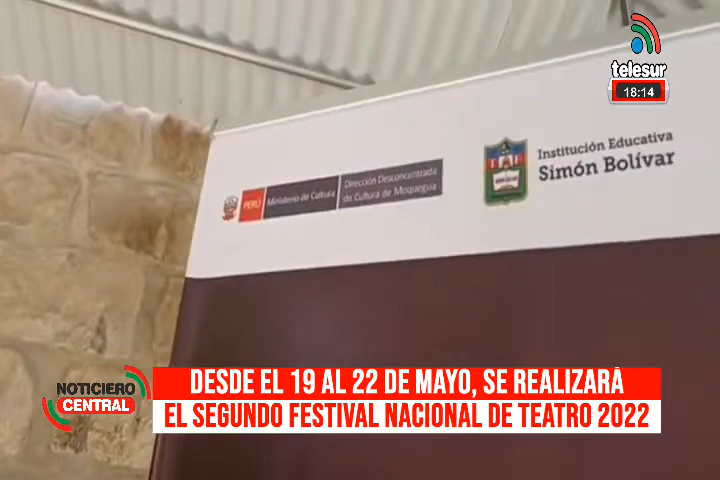 telesur
18:14
PERÚ
Ministerio de Cultura
Dirección Desconcentrada
de Cultura de Moquegua
Institución Educativa
Simón Bolívar
NOTICIERO
CENTRAL
DESDE EL 19 AL 22 DE MAYO, SE REALIZARÁ
EL SEGUNDO FESTIVAL NACIONAL DE TEATRO 2022